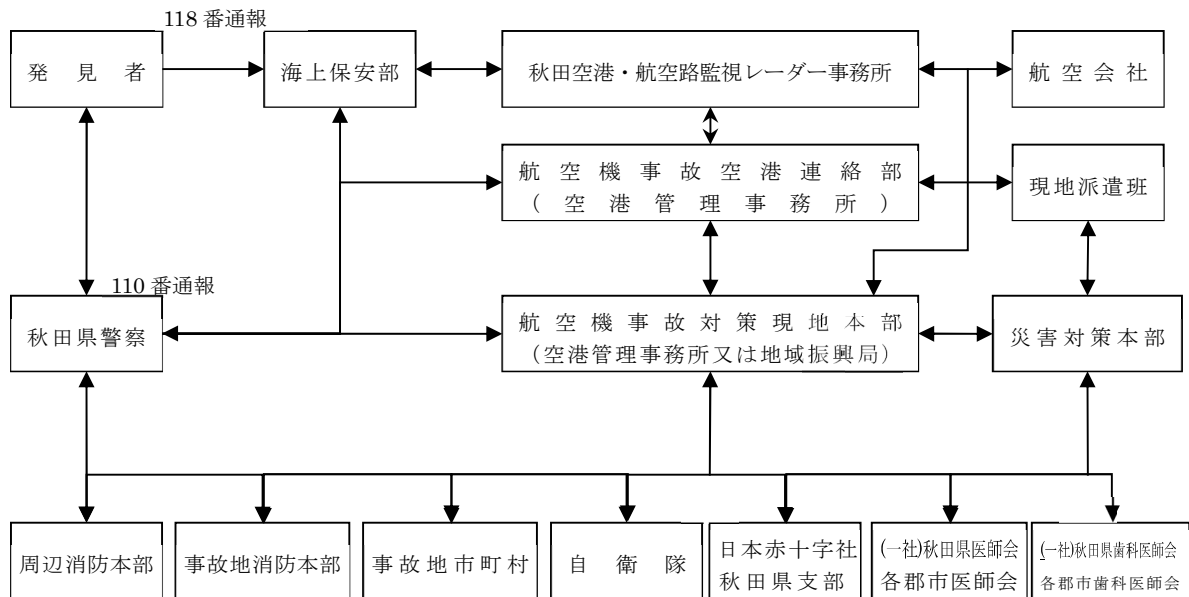 118 番通報
発見者
海上保安部
秋田空港・航空路監視レーダー事務所
航空会社
航空機事故空港連絡部
（空港管理事務所）
現地派遣班
110 番通報
秋田県警察
航空機事故対策現地本部
（空港管理事務所又は地域振興局）
災害対策本部
周辺消防本部
事故地消防本部
事故地市町村
自衛隊
日本赤十字社
秋田県支部
(一社)秋田県医師会
各郡市医師会
(一社)秋田県歯科医師会
各郡市歯科医師会